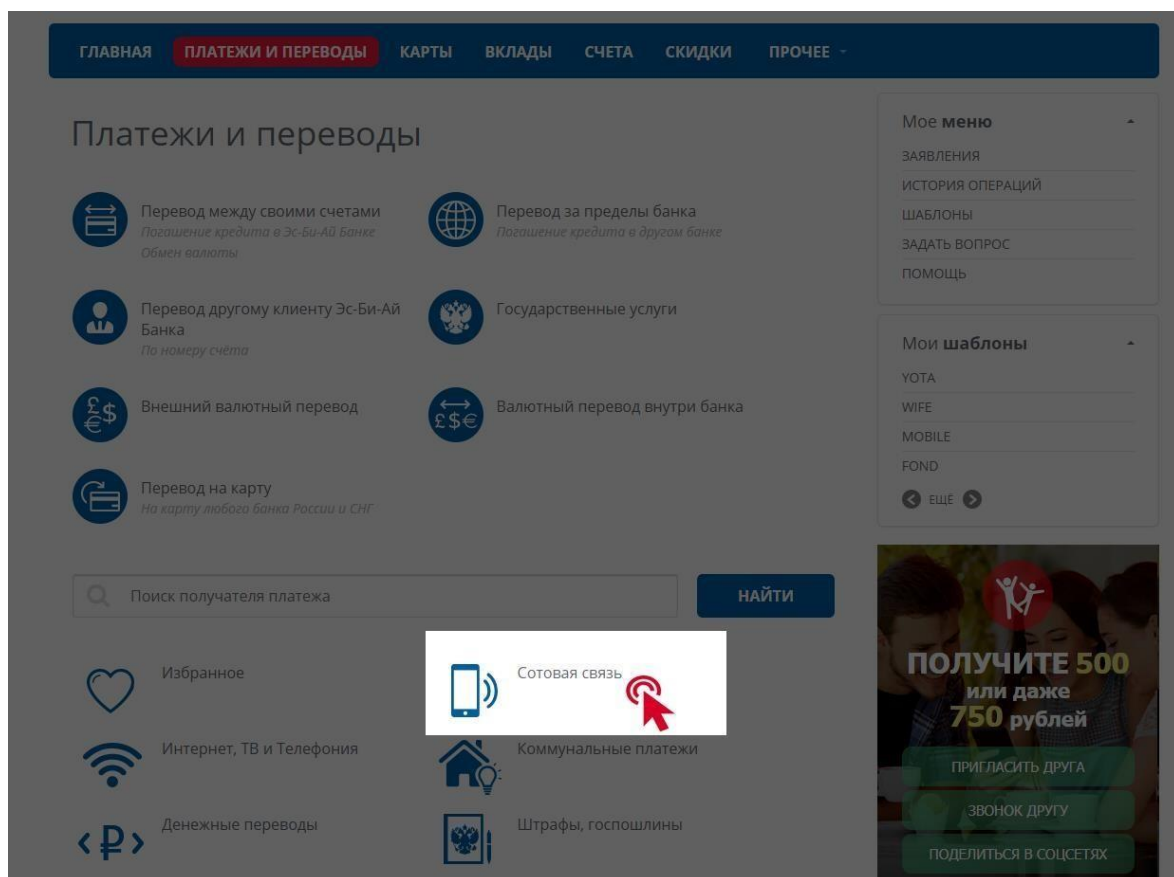 ГЛАВНАЯ ПЛАТЕЖИ И ПЕРЕВОДЫ КАРТЫ ВКЛАДЫ СЧЕТА СКИДКИ ПРОЧЕЕ
Платежи и переводы
Перевод между своими счетами
Погашение кредита в Эс-Би-Ай Банке
Обмен валюты
Перевод за пределы банка
Погашение кредита в другом банке
Перевод другому клиенту Эс-Би-Ай
Банка
По номеру счёта
Государственные услуги
Внешний валютный перевод
Валютный перевод внутри банка
Перевод на карту
На карту любого банка России и СНГ
Поиск получателя платежа
НАЙТИ
Избранное
Сотовая связь
Интернет, ТВ и Телефония
Коммунальные платежи
Денежные переводы
Штрафы, госпошлины
Мое меню
ЗАЯВЛЕНИЯ
ИСТОРИЯ ОПЕРАЦИЙ
ШАБЛОНЫ
ЗАДАТЬ ВОПРОС
ПОМОЩЬ
Мои шаблоны
YOTA
WIFE
MOBILE
FOND
ЕЩЁ
ПОЛУЧИТЕ 500
или даже
750 рублей
ПРИГЛАСИТЬ ДРУГА
ЗВОНОК ДРУГУ
ПОДЕЛИТЬСЯ В СОЦСЕТЯХ